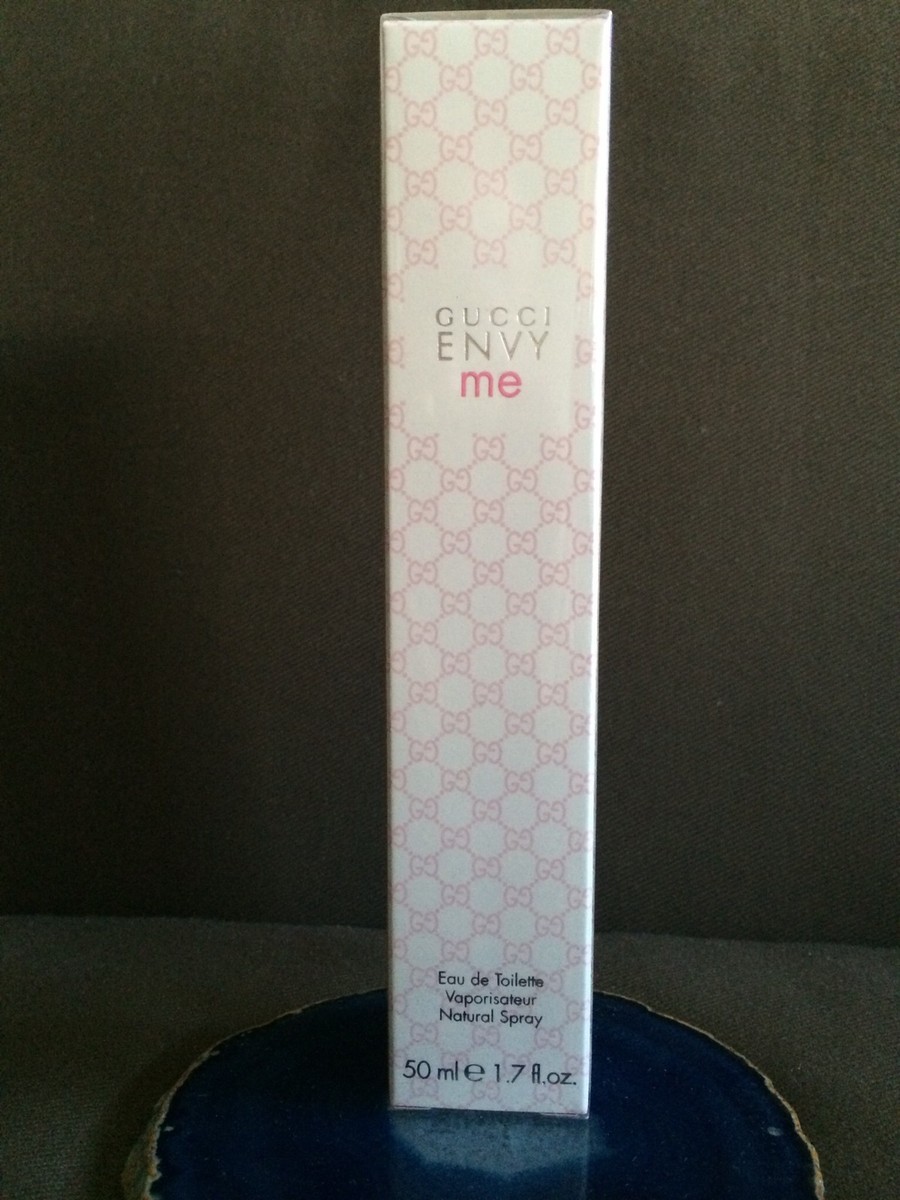 GUCCI
ENVY
me
Eau de Toilette
Vaporisateur
Natural Spray
50 ml ℮ 1.7 fl.oz.